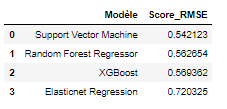 Modèle Score_RMSE
0 Support Vector Machine 0.542123
1 Random Forest Regressor 0.562654
2 XGBoost 0.569362
3 Elasticnet Regression 0.720325